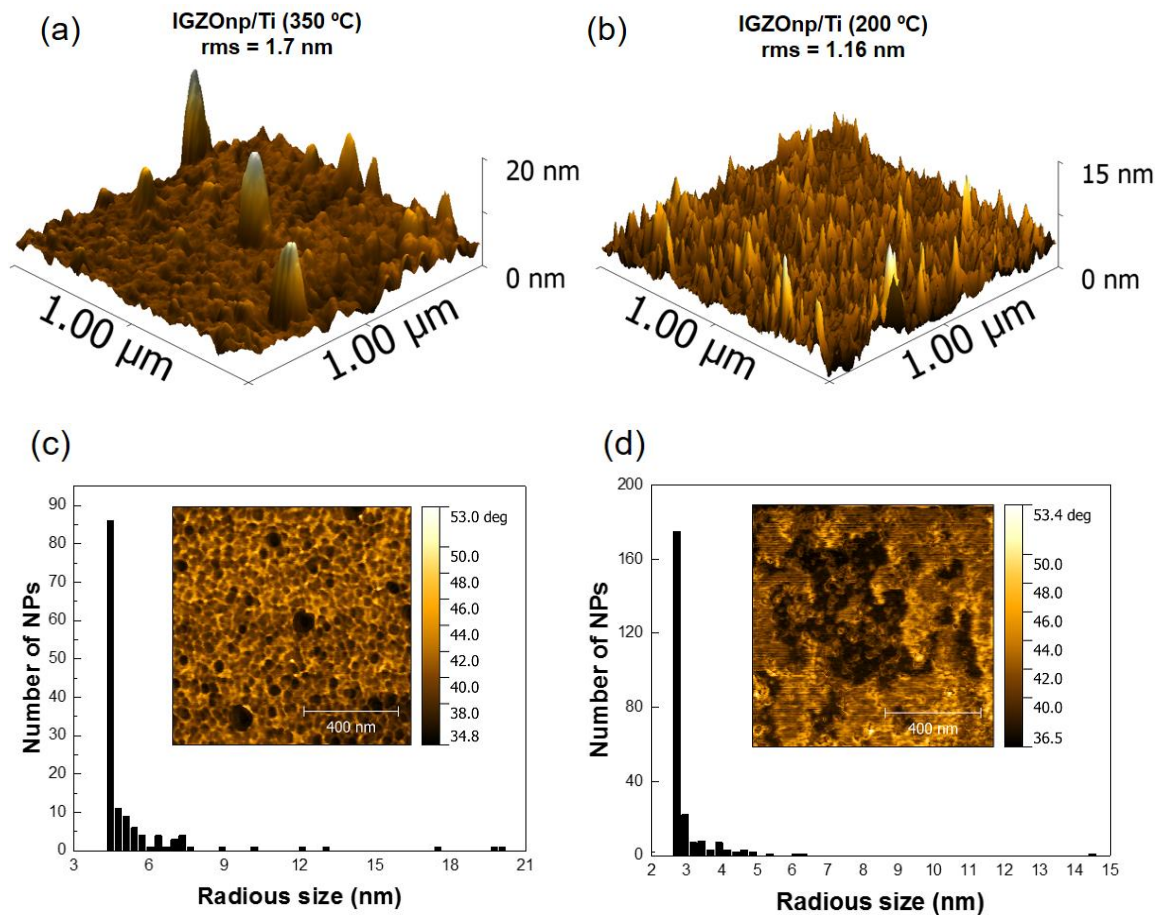 (a)
IGZOnp/Ti (350 ºC)
rms = 1.7 nm
20 nm
0 nm
1.00 µm
1.00 µm
(b)
IGZOnp/Ti (200 ºC)
rms = 1.16 nm
15 nm
0 nm
1.00 µm
1.00 µm
(c)
Number of NPs
90
80
70
60
50
40
30
20
10
0
3
6
9
12
15
18
21
Radious size (nm)
400 nm
53.0 deg
50.0
48.0
46.0
44.0
42.0
40.0
38.0
34.8
(d)
Number of NPs
200
160
120
80
40
0
2
3
4
5
6
7
8
9
10
11
12
13
14
15
Radious size (nm)
400 nm
53.4 deg
50.0
48.0
46.0
44.0
42.0
40.0
36.5